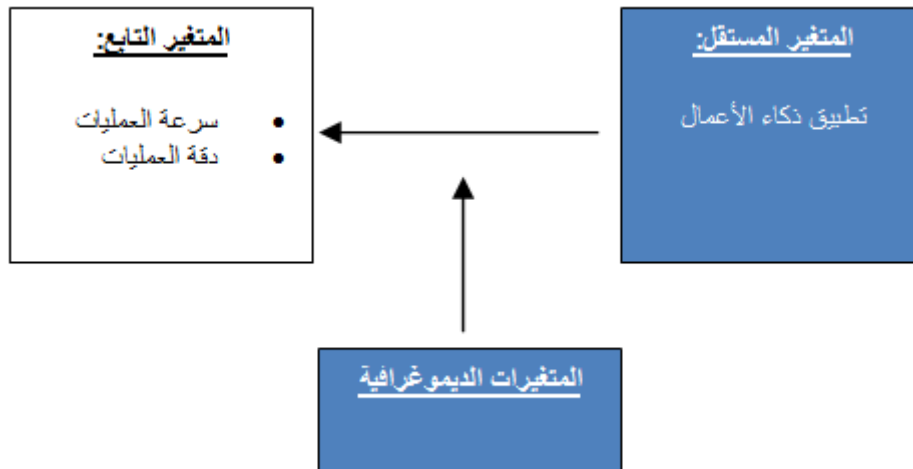 المتغير المستقل:
تطبيق ذكاء الأعمال
المتغير التابع:
• سرعة العمليات
• دقة العمليات
المتغيرات الديموغرافية